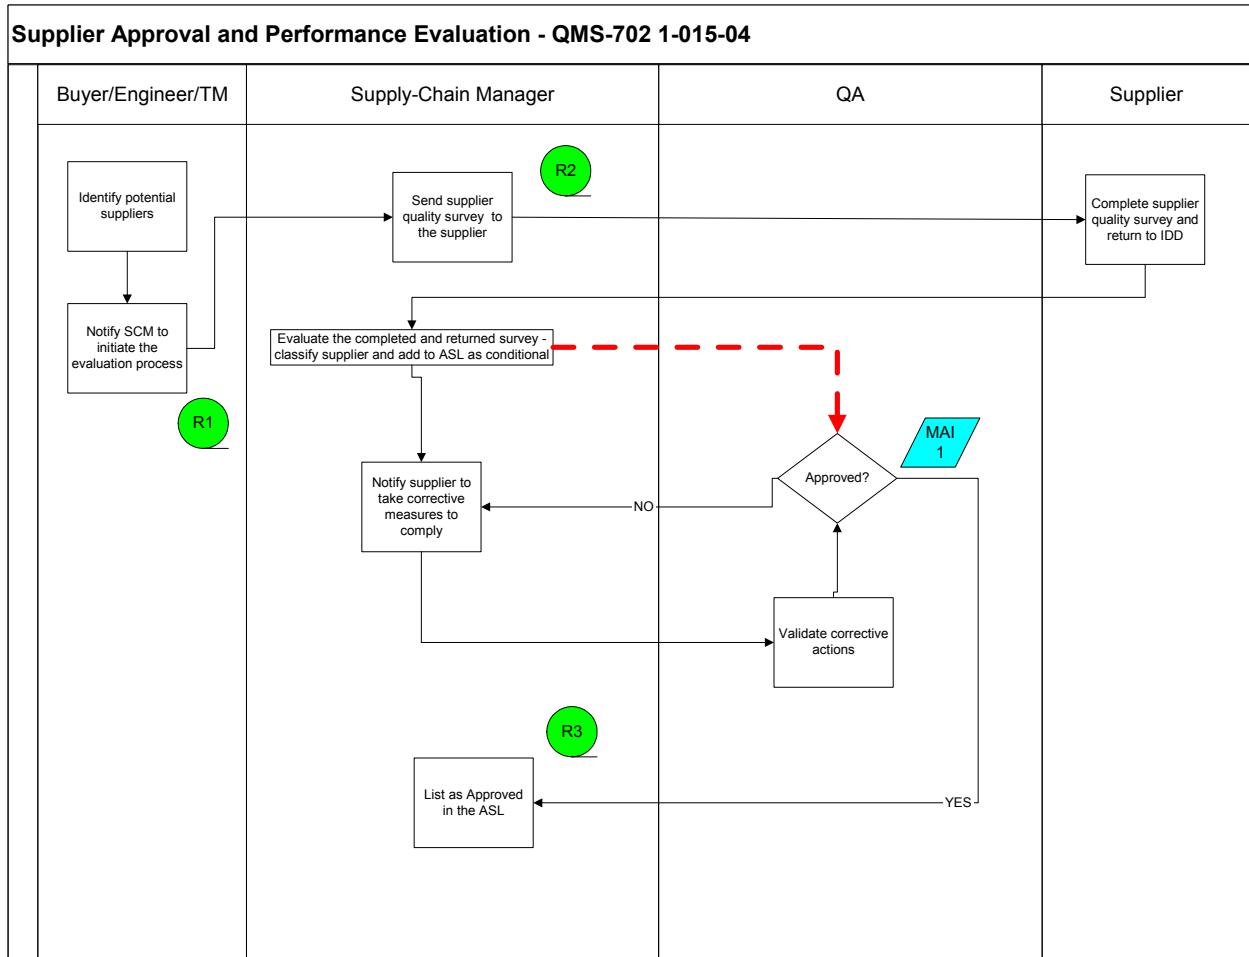 Supplier Approval and Performance Evaluation - QMS-702 1-015-04
Buyer/Engineer/TM
Supply-Chain Manager
QA
Supplier
Identify potential
suppliers
Send supplier
quality survey to
the supplier
R2
Complete supplier
quality survey and
return to IDD
Notify SCM to
initiate the
evaluation process
R1
Evaluate the completed and returned survey -
classify supplier and add to ASL as conditional
MAI
1
Approved?
Notify supplier to
take corrective
measures to
comply
NO
Validate corrective
actions
R3
List as Approved
in the ASL
YES